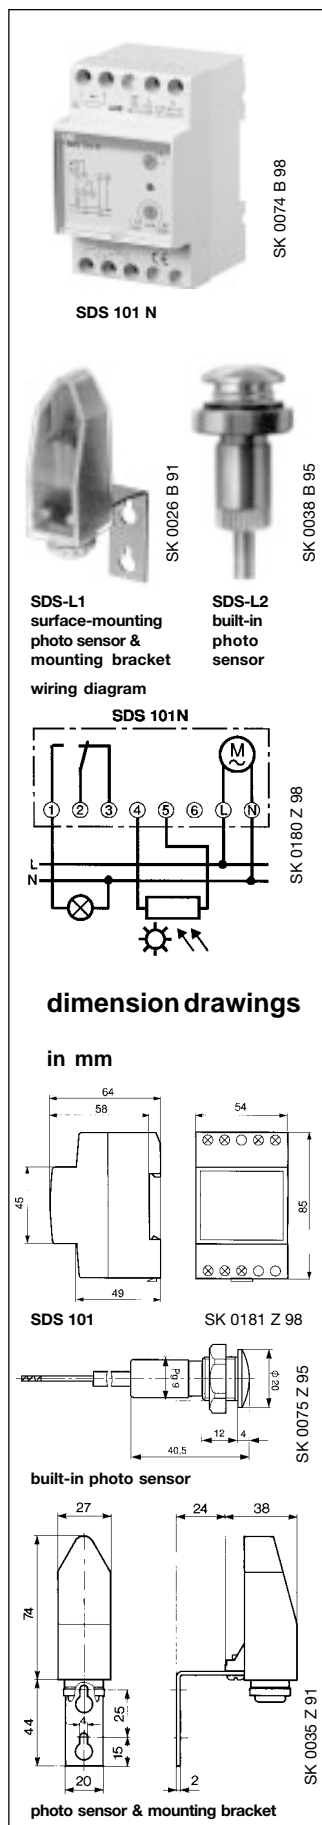 SK 0074 B 98
SDS 101 N
SK 0026 B 91
SK 0038 B 95
SDS-L1
surface-mounting
photo sensor &
mounting bracket
SDS-L2
built-in
photo
sensor
wiring diagram
SDS 101N
M
~
1 2 3 4 5 6 L N
L
N
SK 0180 Z 98
dimension drawings
in mm
64
58
54
45
85
49
SDS 101
SK 0181 Z 98
Pg 9
ϕ 20
12
4
40,5
SK 0075 Z 95
built-in photo sensor
27
24
38
74
44
4
25
15
20
2
SK 0035 Z 91
photo sensor & mounting bracket